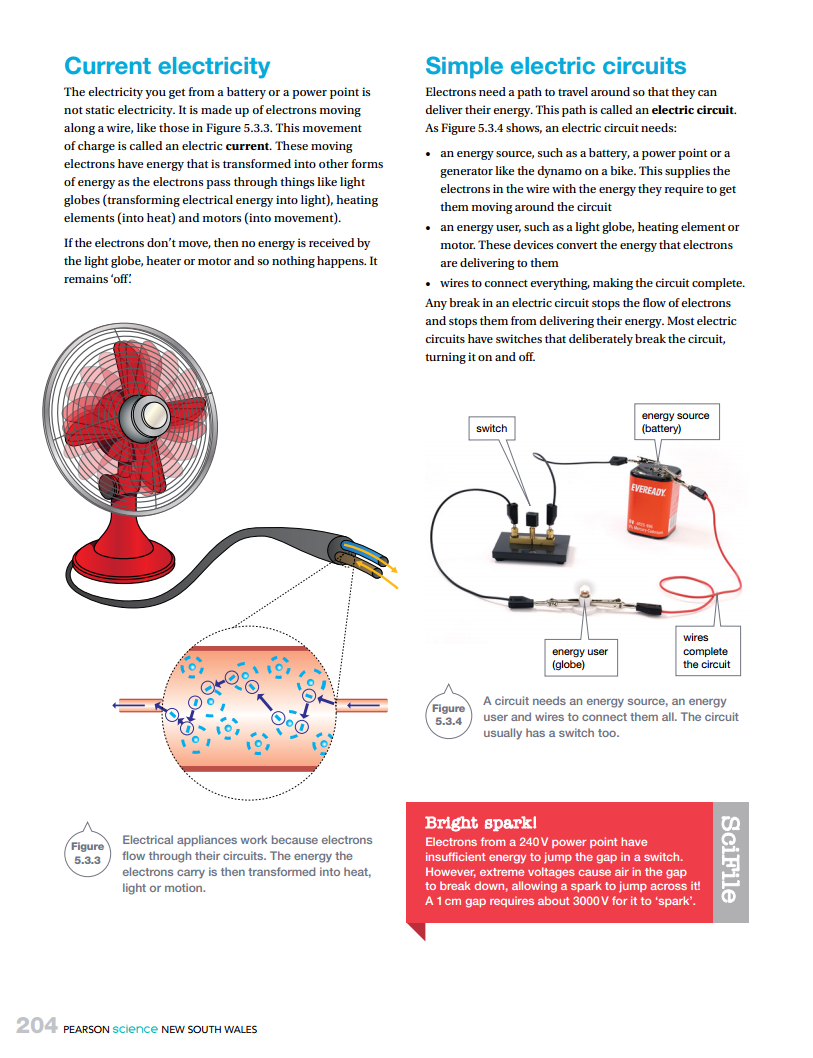 Current electricity
The electricity you get from a battery or a power point is
not static electricity. It is made up of electrons moving
along a wire, like those in Figure 5.3.3. This movement
of charge is called an electric current. These moving
electrons have energy that is transformed into other forms
of energy as the electrons pass through things like light
globes (transforming electrical energy into light), heating
elements (into heat) and motors (into movement).
If the electrons don't move, then no energy is received by
the light globe, heater or motor and so nothing happens. It
remains 'off'.
Figure
5.3.3
Electrical appliances work because electrons
flow through their circuits. The energy the
electrons carry is then transformed into heat,
light or motion.
Simple electric circuits
Electrons need a path to travel around so that they can
deliver their energy. This path is called an electric circuit.
As Figure 5.3.4 shows, an electric circuit needs:
• an energy source, such as a battery, a power point or a
generator like the dynamo on a bike. This supplies the
electrons in the wire with the energy they require to get
them moving around the circuit
• an energy user, such as a light globe, heating element or
motor. These devices convert the energy that electrons
are delivering to them
• wires to connect everything, making the circuit complete.
Any break in an electric circuit stops the flow of electrons
and stops them from delivering their energy. Most electric
circuits have switches that deliberately break the circuit,
turning it on and off.
switch
energy source
(battery)
EVEREADY
energy user
(globe)
wires
complete
the circuit
Figure
5.3.4
A circuit needs an energy source, an energy
user and wires to connect them all. The circuit
usually has a switch too.
Bright spark!
Electrons from a 240 V power point have
insufficient energy to jump the gap in a switch.
However, extreme voltages cause air in the gap
to break down, allowing a spark to jump across it!
A 1 cm gap requires about 3000 V for it to 'spark'.
SciFile
204 PEARSON science NEW SOUTH WALES